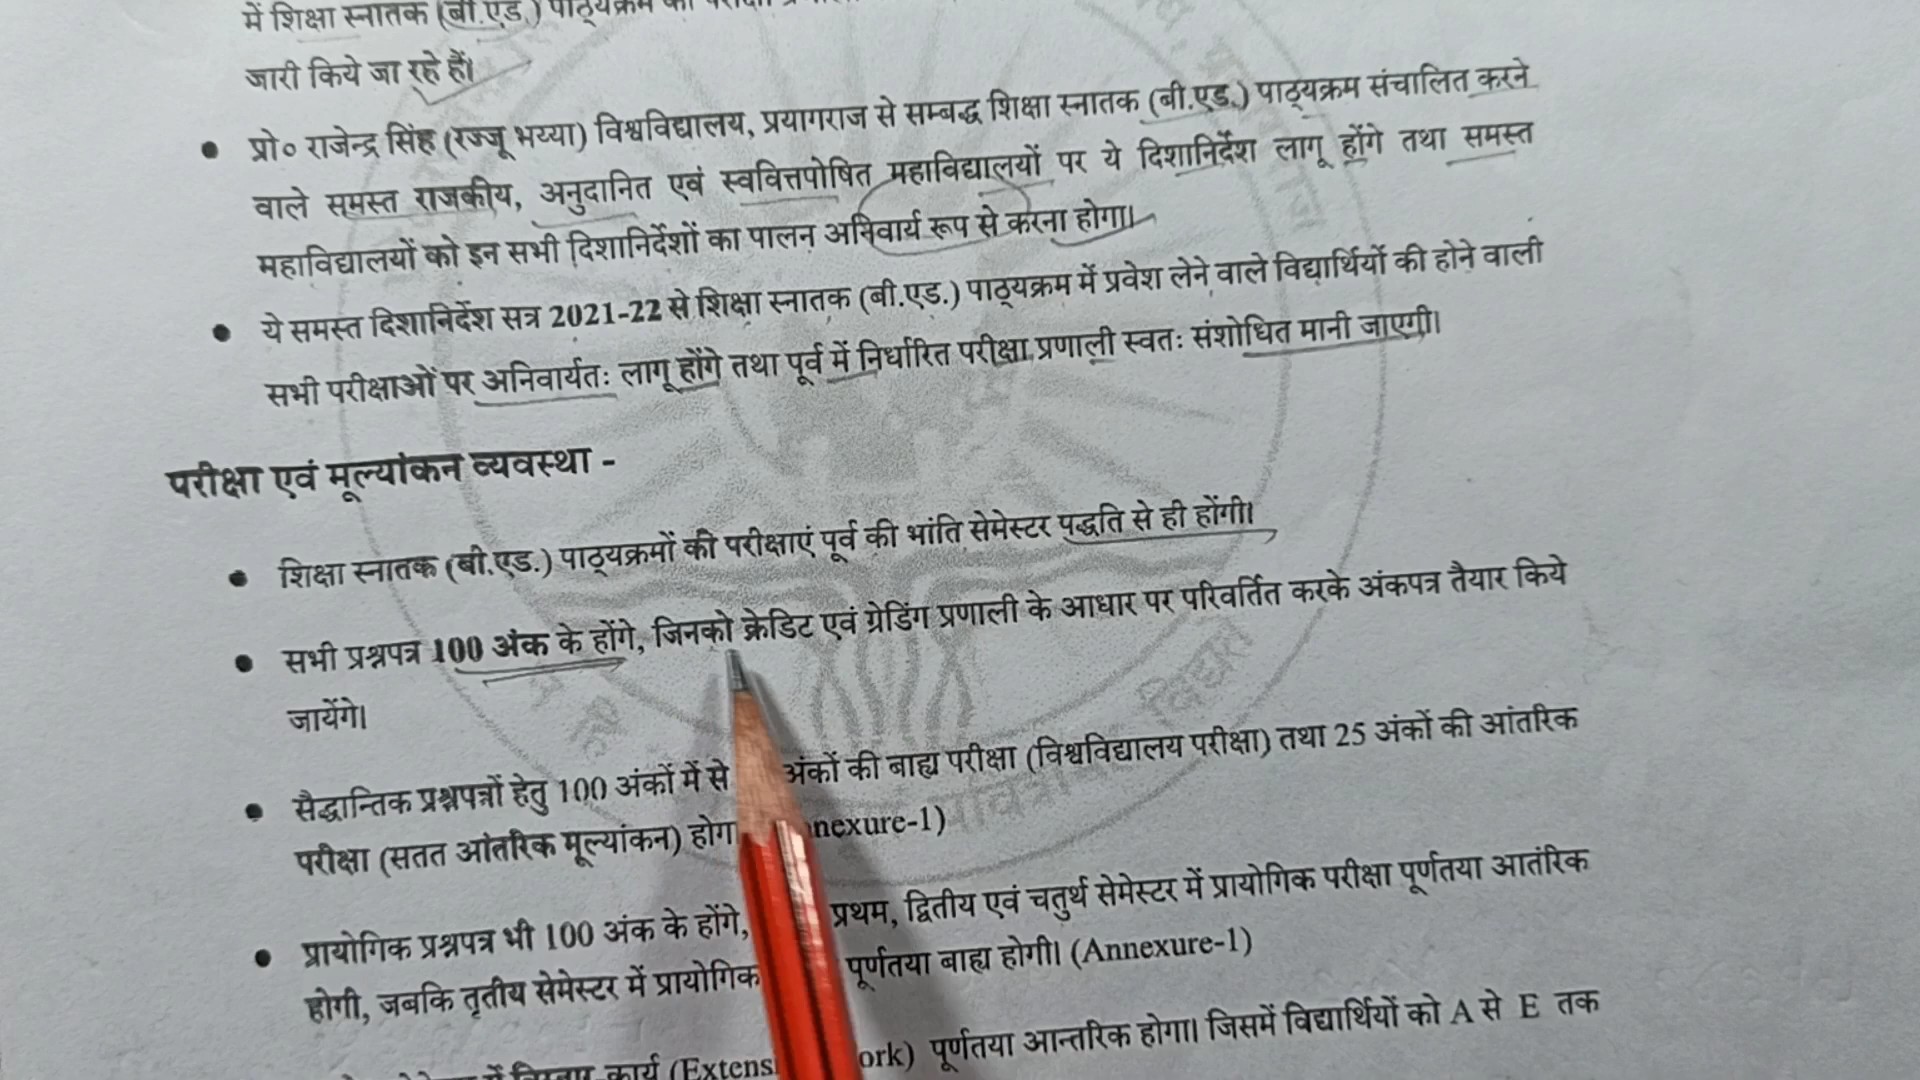 में शिक्षा स्नातक (बी.एड.) पाठ्यक्रम की
जारी किये जा रहे हैं।
• प्रो० राजेन्द्र सिंह (रज्जू भय्या) विश्वविद्यालय, प्रयागराज से सम्बद्ध शिक्षा स्नातक (बी.एड.) पाठ्यक्रम संचालित करने
वाले समस्त राजकीय, अनुदानित एवं स्ववित्तपोषित महाविद्यालयों पर ये दिशानिर्देश लागू होंगे तथा समस्त
महाविद्यालयों को इन सभी दिशानिर्देशों का पालन अनिवार्य रूप से करना होगा।
• ये समस्त दिशानिर्देश सत्र 2021-22 से शिक्षा स्नातक (बी.एड.) पाठ्यक्रम में प्रवेश लेने वाले विद्यार्थियों की होने वाली
सभी परीक्षाओं पर अनिवार्यतः लागू होंगे तथा पूर्व में निर्धारित परीक्षा प्रणाली स्वतः संशोधित मानी जाएगी।
परीक्षा एवं मूल्यांकन व्यवस्था -
• शिक्षा स्नातक (बी.एड.) पाठ्यक्रमों की परीक्षाएं पूर्व की भांति सेमेस्टर पद्धति से ही होंगी।
• सभी प्रश्नपत्र 100 अंक के होंगे, जिनको क्रेडिट एवं ग्रेडिंग प्रणाली के आधार पर परिवर्तित करके अंकपत्र तैयार किये
जायेंगे।
• सैद्धान्तिक प्रश्नपत्रों हेतु 100 अंकों में से अंकों की बाह्य परीक्षा (विश्वविद्यालय परीक्षा) तथा 25 अंकों की आंतरिक
परीक्षा (सतत आंतरिक मूल्यांकन) होग nexure-1)
• प्रायोगिक प्रश्नपत्र भी 100 अंक के होंगे, प्रथम, द्वितीय एवं चतुर्थ सेमेस्टर में प्रायोगिक परीक्षा पूर्णतया आतंरिक
होगी, जबकि तृतीय सेमेस्टर में प्रायोगिक पूर्णतया बाह्य होगी। (Annexure-1)
में विस्तार कार्य (Extens ork) पूर्णतया आन्तरिक होगा। जिसमें विद्यार्थियों को A से E तक